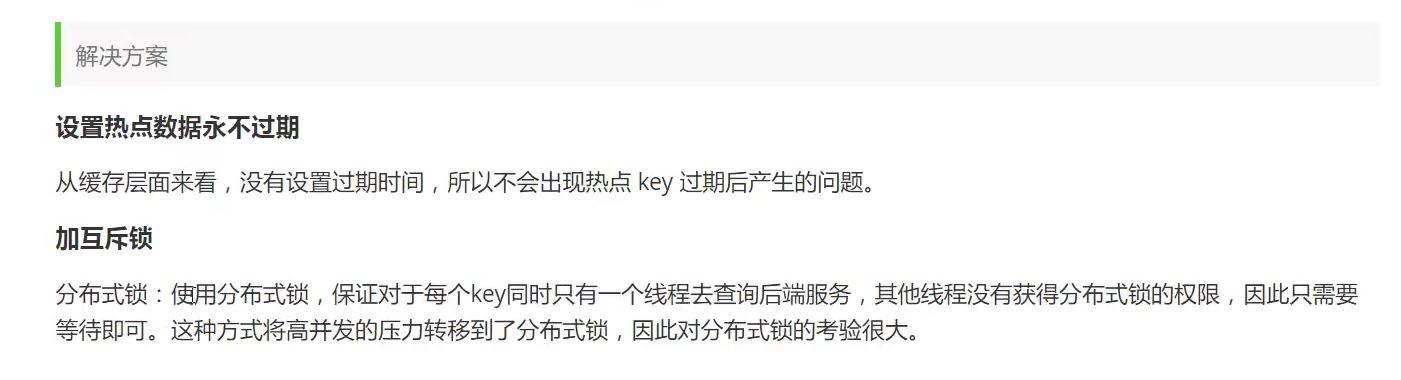 解决方案
设置热点数据永不过期
从缓存层面来看，没有设置过期时间，所以不会出现热点 key 过期后产生的问题。
加互斥锁
分布式锁：使用分布式锁，保证对于每个key同时只有一个线程去查询后端服务，其他线程没有获得分布式锁的权限，因此只需要
等待即可。这种方式将高并发的压力转移到了分布式锁，因此对分布式锁的考验很大。